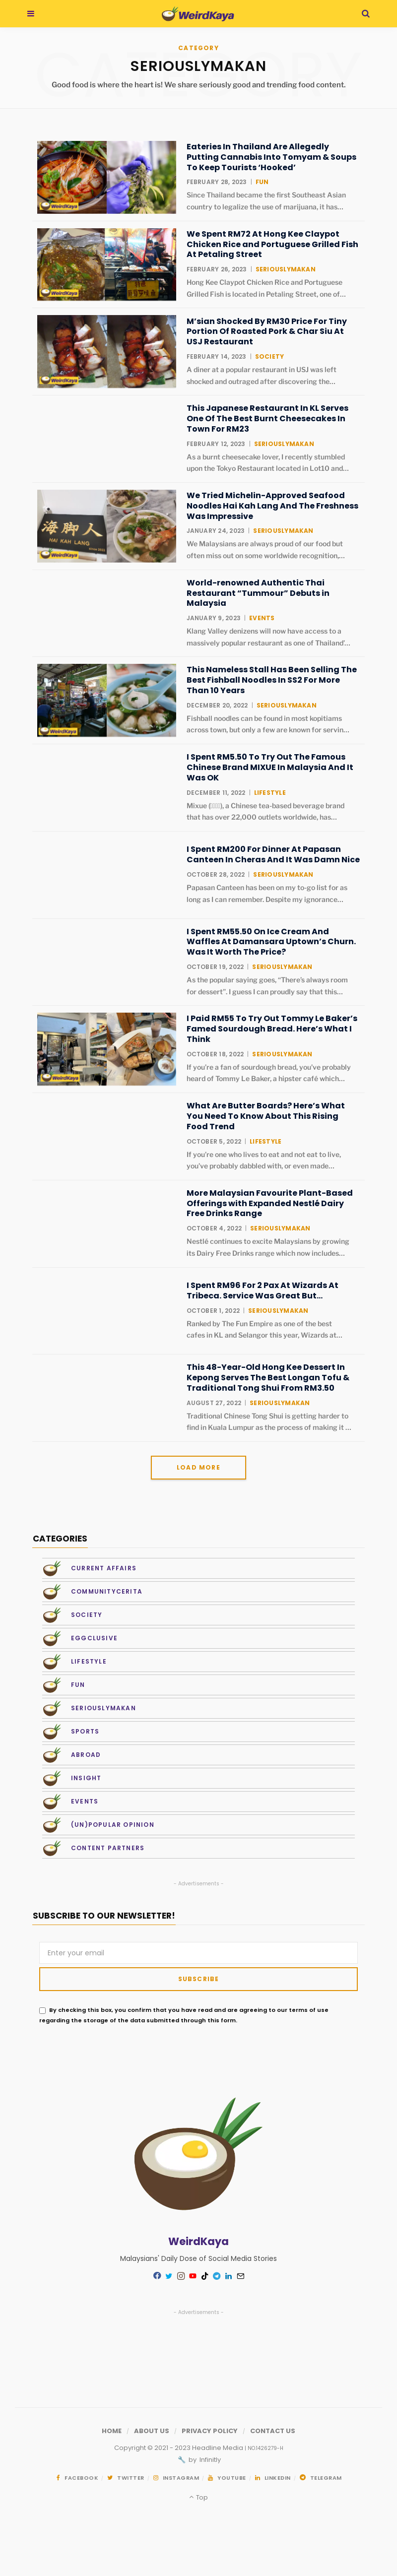 WeirdKaya
CATEGORY
SERIOUSLYMAKAN
Good food is where the heart is! We share seriously good and trending food content.
Eateries In Thailand Are Allegedly
Putting Cannabis Into Tomyam & Soups
To Keep Tourists ‘Hooked’
FEBRUARY 28, 2023 | FUN
Since Thailand became the first Southeast Asian
country to legalize the use of marijuana, it has…
WeirdKaya
We Spent RM72 At Hong Kee Claypot
Chicken Rice and Portuguese Grilled Fish
At Petaling Street
FEBRUARY 26, 2023 | SERIOUSLYMAKAN
Hong Kee Claypot Chicken Rice and Portuguese
Grilled Fish is located in Petaling Street, one of…
WeirdKaya
M’sian Shocked By RM30 Price For Tiny
Portion Of Roasted Pork & Char Siu At
USJ Restaurant
FEBRUARY 14, 2023 | SOCIETY
A diner at a popular restaurant in USJ was left
shocked and outraged after discovering the…
WeirdKaya
This Japanese Restaurant In KL Serves
One Of The Best Burnt Cheesecakes In
Town For RM23
FEBRUARY 12, 2023 | SERIOUSLYMAKAN
As a burnt cheesecake lover, I recently stumbled
upon the Tokyo Restaurant located in Lot10 and…
We Tried Michelin-Approved Seafood
Noodles Hai Kah Lang And The Freshness
Was Impressive
JANUARY 24, 2023 | SERIOUSLYMAKAN
We Malaysians are always proud of our food but
often miss out on some worldwide recognition,…
海脚人
HAI KAH LANG
WeirdKaya
World-renowned Authentic Thai
Restaurant “Tummour” Debuts in
Malaysia
JANUARY 9, 2023 | EVENTS
Klang Valley denizens will now have access to a
massively popular restaurant as one of Thailand’…
This Nameless Stall Has Been Selling The
Best Fishball Noodles In SS2 For More
Than 10 Years
DECEMBER 20, 2022 | SERIOUSLYMAKAN
Fishball noodles can be found in most kopitiams
across town, but only a few are known for servin…
WeirdKaya
I Spent RM5.50 To Try Out The Famous
Chinese Brand MIXUE In Malaysia And It
Was OK
DECEMBER 11, 2022 | LIFESTYLE
Mixue (), a Chinese tea-based beverage brand
that has over 22,000 outlets worldwide, has…
I Spent RM200 For Dinner At Papasan
Canteen In Cheras And It Was Damn Nice
OCTOBER 28, 2022 | SERIOUSLYMAKAN
Papasan Canteen has been on my to-go list for as
long as I can remember. Despite my ignorance…
I Spent RM55.50 On Ice Cream And
Waffles At Damansara Uptown’s Churn.
Was It Worth The Price?
OCTOBER 19, 2022 | SERIOUSLYMAKAN
As the popular saying goes, “There’s always room
for dessert”. I guess I can proudly say that this…
I Paid RM55 To Try Out Tommy Le Baker’s
Famed Sourdough Bread. Here’s What I
Think
OCTOBER 18, 2022 | SERIOUSLYMAKAN
If you’re a fan of sourdough bread, you’ve probably
heard of Tommy Le Baker, a hipster café which…
WeirdKaya
What Are Butter Boards? Here’s What
You Need To Know About This Rising
Food Trend
OCTOBER 5, 2022 | LIFESTYLE
If you’re one who lives to eat and not eat to live,
you’ve probably dabbled with, or even made…
More Malaysian Favourite Plant-Based
Offerings with Expanded Nestlé Dairy
Free Drinks Range
OCTOBER 4, 2022 | SERIOUSLYMAKAN
Nestlé continues to excite Malaysians by growing
its Dairy Free Drinks range which now includes…
I Spent RM96 For 2 Pax At Wizards At
Tribeca. Service Was Great But…
OCTOBER 1, 2022 | SERIOUSLYMAKAN
Ranked by The Fun Empire as one of the best
cafes in KL and Selangor this year, Wizards at…
This 48-Year-Old Hong Kee Dessert In
Kepong Serves The Best Longan Tofu &
Traditional Tong Shui From RM3.50
AUGUST 27, 2022 | SERIOUSLYMAKAN
Traditional Chinese Tong Shui is getting harder to
find in Kuala Lumpur as the process of making it …
LOAD MORE
CATEGORIES
CURRENT AFFAIRS
COMMUNITYCERITA
SOCIETY
EGGCLUSIVE
LIFESTYLE
FUN
SERIOUSLYMAKAN
SPORTS
ABROAD
INSIGHT
EVENTS
(UN)POPULAR OPINION
CONTENT PARTNERS
- Advertisements -
SUBSCRIBE TO OUR NEWSLETTER!
Enter your email
SUBSCRIBE
By checking this box, you confirm that you have read and are agreeing to our terms of use
regarding the storage of the data submitted through this form.
WeirdKaya
Malaysians' Daily Dose of Social Media Stories
- Advertisements -
HOME / ABOUT US / PRIVACY POLICY / CONTACT US
Copyright © 2021 - 2023 Headline Media | NO.1426279-H
by Infinitly
FACEBOOK TWITTER INSTAGRAM YOUTUBE LINKEDIN TELEGRAM
Top